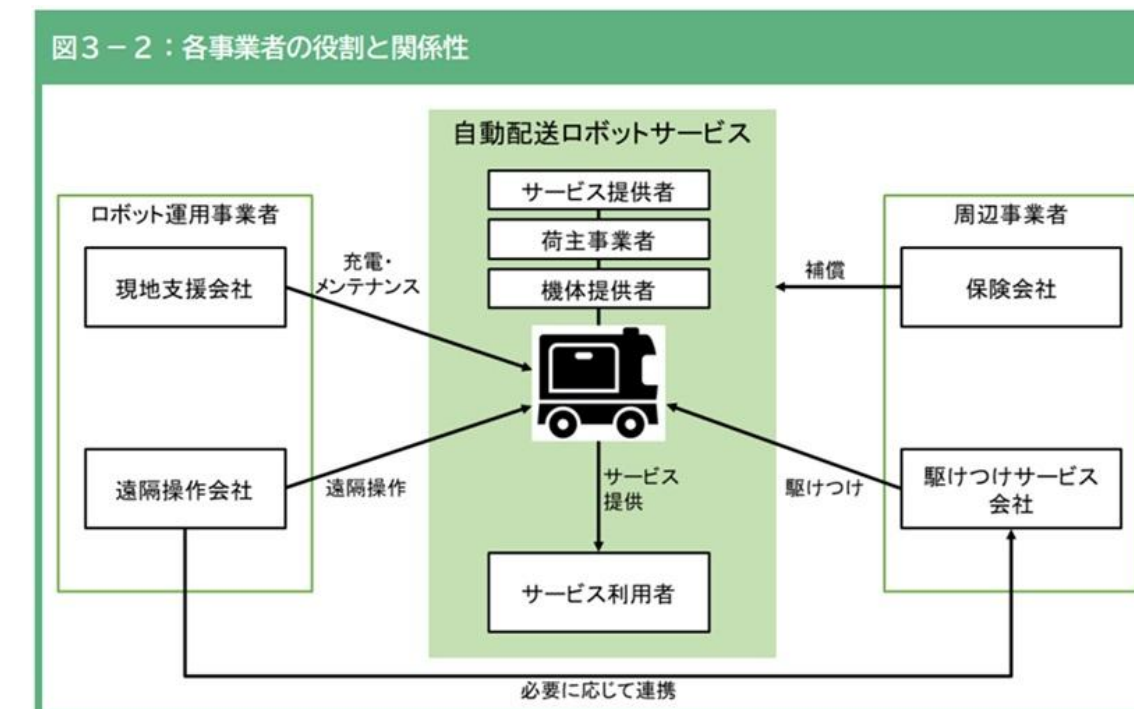 図3－2：各事業者の役割と関係性
自動配送ロボットサービス
サービス提供者
荷主事業者
機体提供者
ロボット運用事業者
現地支援会社
充電・
メンテナンス
遠隔操作会社
遠隔操作
サービス
提供
サービス利用者
周辺事業者
補償
保険会社
駆けつけ
駆けつけサービス
会社
必要に応じて連携